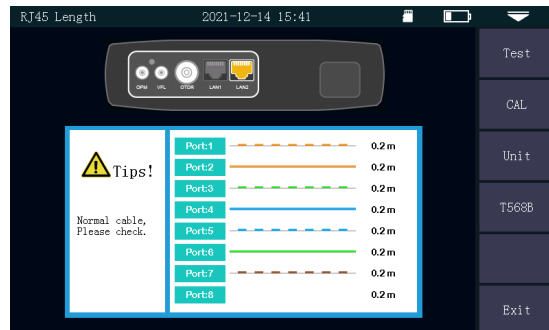 RJ45 Length 2021-12-14 15:41
OPM VFL OTDR LAN1 LAN2
Test
CAL
Unit
T568B
Exit
Tips!
Normal cable,
Please check.
Port:1 0.2 m
Port:2 0.2 m
Port:3 0.2 m
Port:4 0.2 m
Port:5 0.2 m
Port:6 0.2 m
Port:7 0.2 m
Port:8 0.2 m